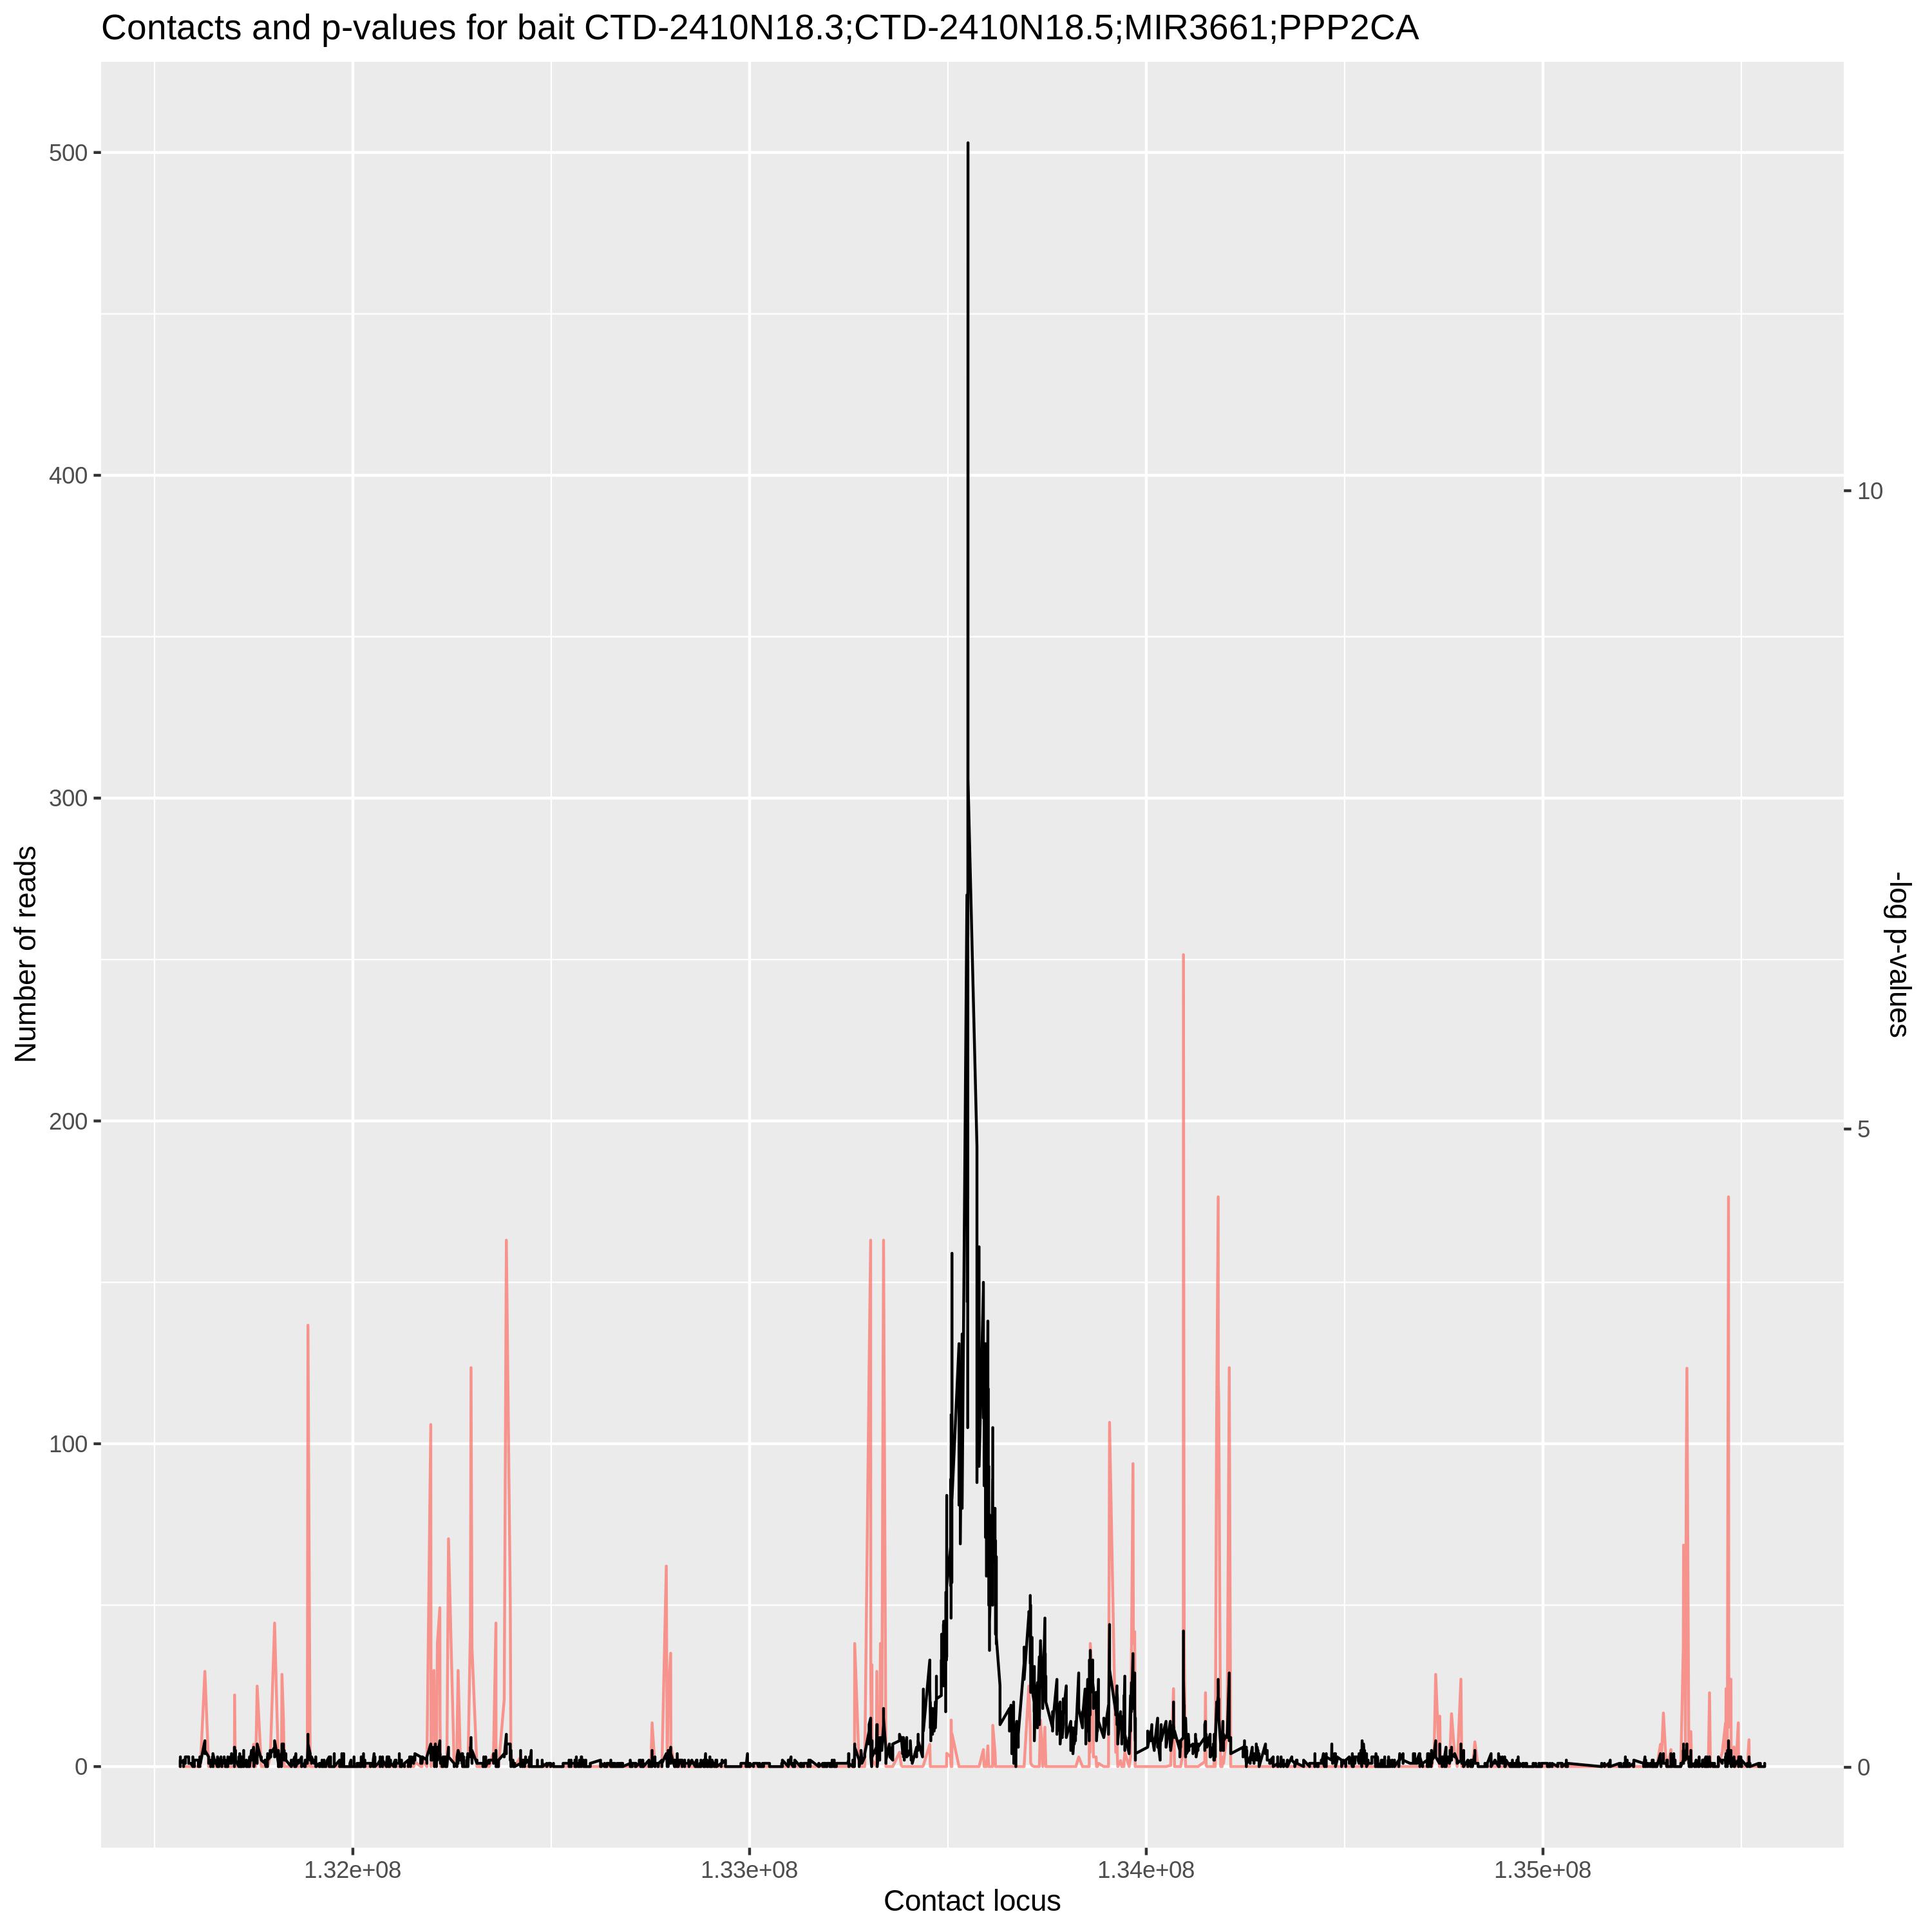 Contacts and p-values for bait CTD-2410N18.3;CTD-2410N18.5;MIR3661;PPP2CA
Number of reads
500
400
300
200
100
0
10
5
0
-log p-values
1.32e+08
1.33e+08
1.34e+08
1.35e+08
Contact locus